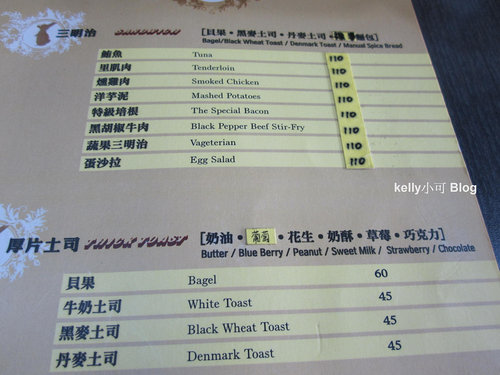 三明治 SANDWICH [貝果・黑麥土司・丹麥土司・ 麵包]
Bagel/Black Wheat Toast / Denmark Toast / Manual Spice Bread
鮪魚 Tuna 110
里肌肉 Tenderloin 110
燻雞肉 Smoked Chicken 110
洋芋泥 Mashed Potatoes 110
特級培根 The Special Bacon 110
黑胡椒牛肉 Black Pepper Beef Stir-Fry 110
蔬果三明治 Vageterian 110
蛋沙拉 Egg Salad 110
kelly小可 Blog
厚片土司 THICK TOAST [奶油・葡萄・花生・奶酥・草莓・巧克力]
Butter / Blue Berry / Peanut / Sweet Milk / Strawberry / Chocolate
貝果 Bagel 60
牛奶土司 White Toast 45
黑麥土司 Black Wheat Toast 45
丹麥土司 Denmark Toast 45